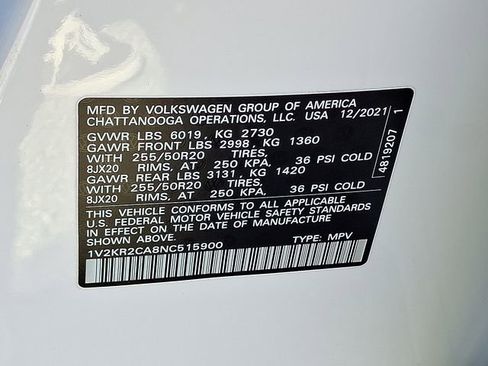 MFD BY VOLKSWAGEN GROUP OF AMERICA
CHATTANOOGA OPERATIONS, LLC. USA 12/2021
GVWR LBS 6019, KG 2730
GAWR FRONT LBS 2998, KG 1360
WITH 255/50R20 TIRES,
8JX20 RIMS, AT 250 KPA, 36 PSI COLD
GAWR REAR LBS 3131, KG 1420
WITH 255/50R20 TIRES,
8JX20 RIMS, AT 250 KPA, 36 PSI COLD
THIS VEHICLE CONFORMS TO ALL APPLICABLE
U.S. FEDERAL MOTOR VEHICLE SAFETY STANDARDS
IN EFFECT ON THE DATE OF MANUFACTURE
SHOWN ABOVE.
1V2KR2CA8NC515900 TYPE: MPV
4819207 1